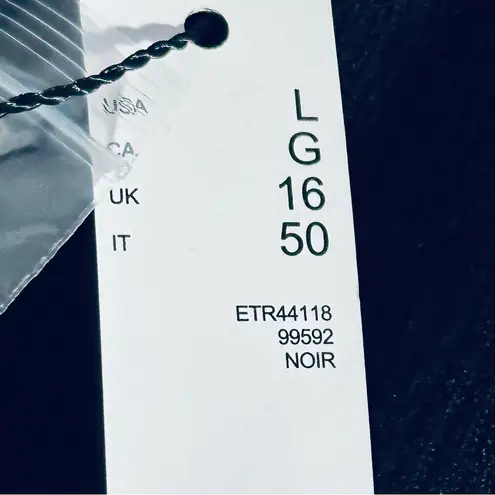 USA L
CA. G
UK 16
IT 50
ETR44118
99592
NOIR